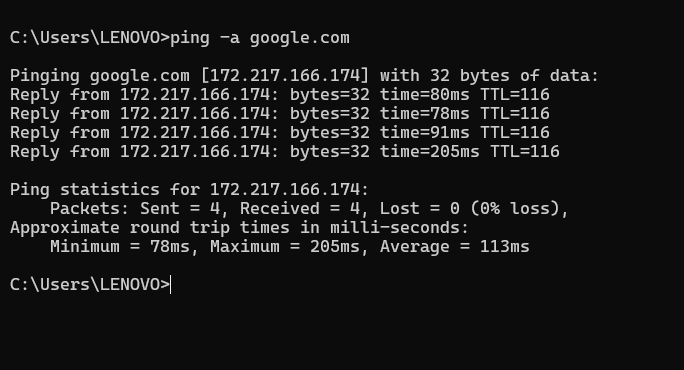 C:\Users\LENOVO>ping -a google.com
Pinging google.com [172.217.166.174] with 32 bytes of data:
Reply from 172.217.166.174: bytes=32 time=80ms TTL=116
Reply from 172.217.166.174: bytes=32 time=78ms TTL=116
Reply from 172.217.166.174: bytes=32 time=91ms TTL=116
Reply from 172.217.166.174: bytes=32 time=205ms TTL=116
Ping statistics for 172.217.166.174:
    Packets: Sent = 4, Received = 4, Lost = 0 (0% loss),
Approximate round trip times in milli-seconds:
    Minimum = 78ms, Maximum = 205ms, Average = 113ms
C:\Users\LENOVO>